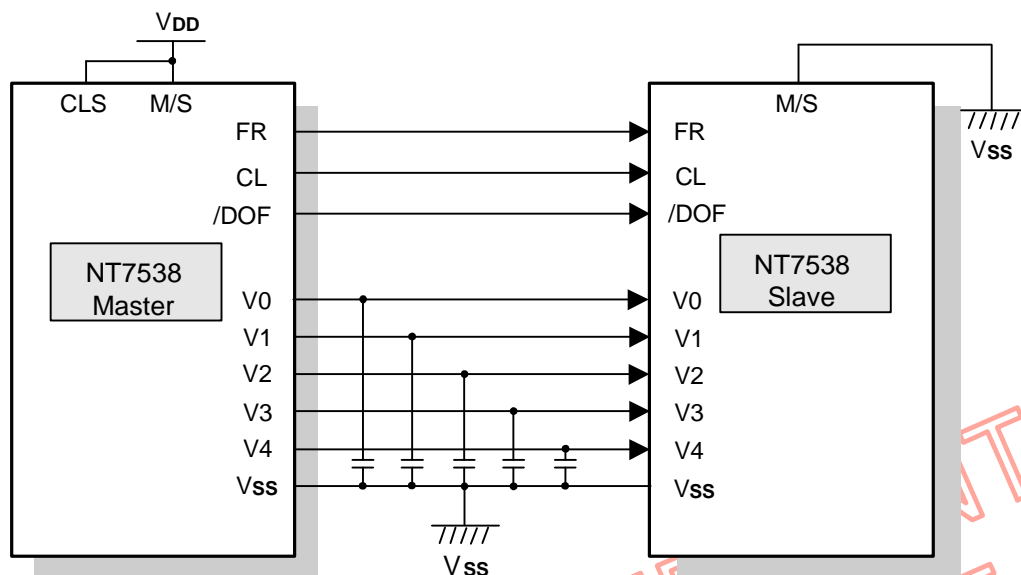 VDD
CLS M/S
FR
CL
/DOF
NT7538
Master
V0
V1
V2
V3
V4
VSS
VSS
M/S
VSS
FR
CL
/DOF
NT7538
Slave
V0
V1
V2
V3
V4
VSS